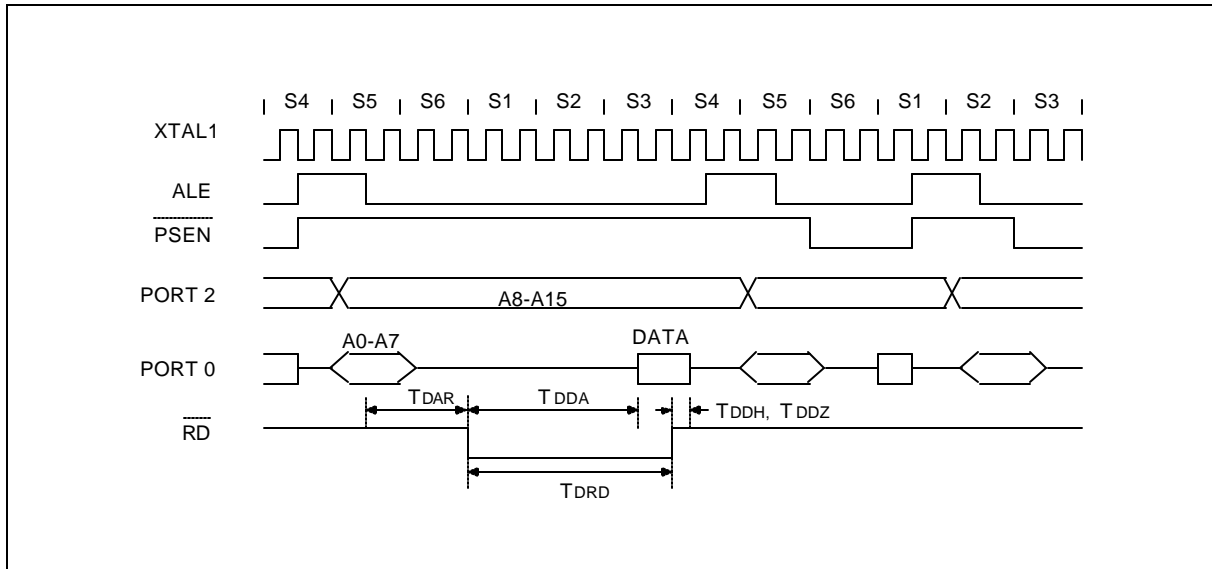 S4 S5 S6 S1 S2 S3 S4 S5 S6 S1 S2 S3
XTAL1
ALE
PSEN
PORT 2
A8-A15
A0-A7
DATA
PORT 0
TDAR
TDDA
TDDH, TDDZ
RD
TDRD